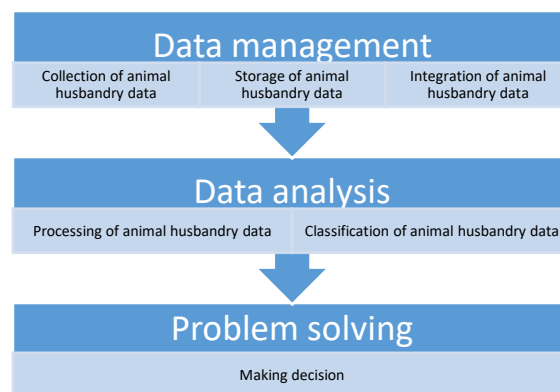 Data management
Collection of animal
husbandry data
Storage of animal
husbandry data
Integration of animal
husbandry data
Data analysis
Processing of animal husbandry data
Classification of animal husbandry data
Problem solving
Making decision